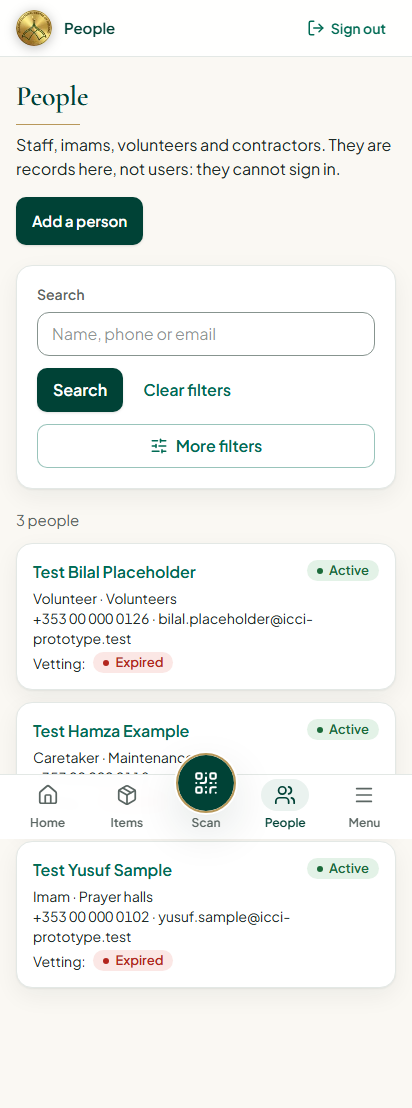 People
Sign out
People
Staff, imams, volunteers and contractors. They are
records here, not users: they cannot sign in.
Add a person
Search
Name, phone or email
Search
Clear filters
More filters
3 people
Test Bilal Placeholder
Active
Volunteer · Volunteers
+353 00 000 0126 · bilal.placeholder@icci-
prototype.test
Vetting: Expired
Test Hamza Example
Active
Caretaker · Maintenance
Home
Items
Scan
People
Menu
Test Yusuf Sample
Active
Imam · Prayer halls
+353 00 000 0102 · yusuf.sample@icci-
prototype.test
Vetting: Expired